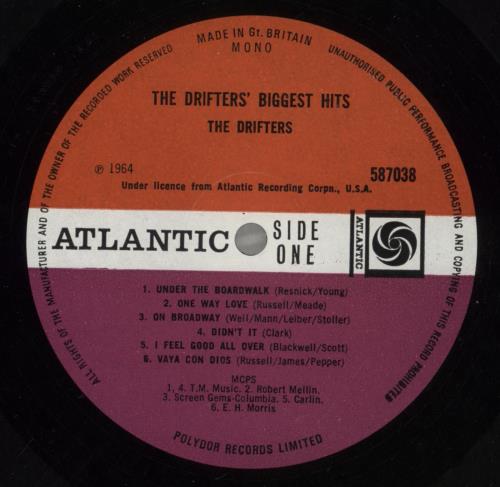 MADE IN Gt. BRITAIN
MONO
ALL RIGHTS OF THE MANUFACTURER AND OF THE OWNER OF THE RECORDED WORK RESERVED
UNAUTHORISED PUBLIC PERFORMANCE BROADCASTING AND COPYING OF THIS RECORD PROHIBITED
THE DRIFTERS' BIGGEST HITS
THE DRIFTERS
℗ 1964
587038
Under licence from Atlantic Recording Corpn., U.S.A.
ATLANTIC
SIDE
ONE
ATLANTIC
1. UNDER THE BOARDWALK (Resnick/Young)
2. ONE WAY LOVE (Russell/Meade)
3. ON BROADWAY (Weil/Mann/Leiber/Stoller)
4. DIDN'T IT (Clark)
5. I FEEL GOOD ALL OVER (Blackwell/Scott)
6. VAYA CON DIOS (Russell/James/Pepper)
MCPS
1. 4. T.M. Music. 2. Robert Mellin.
3. Screen Gems-Columbia. 5. Carlin.
6. E. H. Morris
POLYDOR RECORDS LIMITED